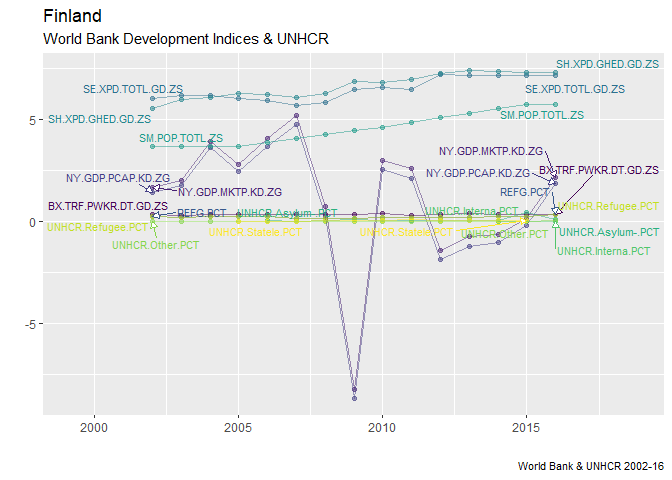 Finland
World Bank Development Indices & UNHCR
SH.XPD.GHED.GD.ZS
SE.XPD.TOTL.GD.ZS
SE.XPD.TOTL.GD.ZS
SH.XPD.GHED.GD.ZS
SM.POP.TOTL.ZS
5
SM.POP.TOTL.ZS
NY.GDP.MKTP.KD.ZG
NY.GDP.PCAP.KD.ZG
NY.GDP.PCAP.KD.ZG
BX.TRF.PWKR.DT.GD.ZS
NY.GDP.MKTP.KD.ZG
REFG.PCT
BX.TRF.PWKR.DT.GD.ZS
REFG.PCT
UNHCR.Asylum-.PCT
UNHCR.Interna.PCT
UNHCR.Refugee.PCT
0
UNHCR.Refugee.PCT
UNHCR.Statele.PCT
UNHCR.Statele.PCT
UNHCR.Other.PCT
UNHCR.Asylum-.PCT
UNHCR.Other.PCT
UNHCR.Interna.PCT
-5
2000
2005
2010
2015
World Bank & UNHCR 2002-16